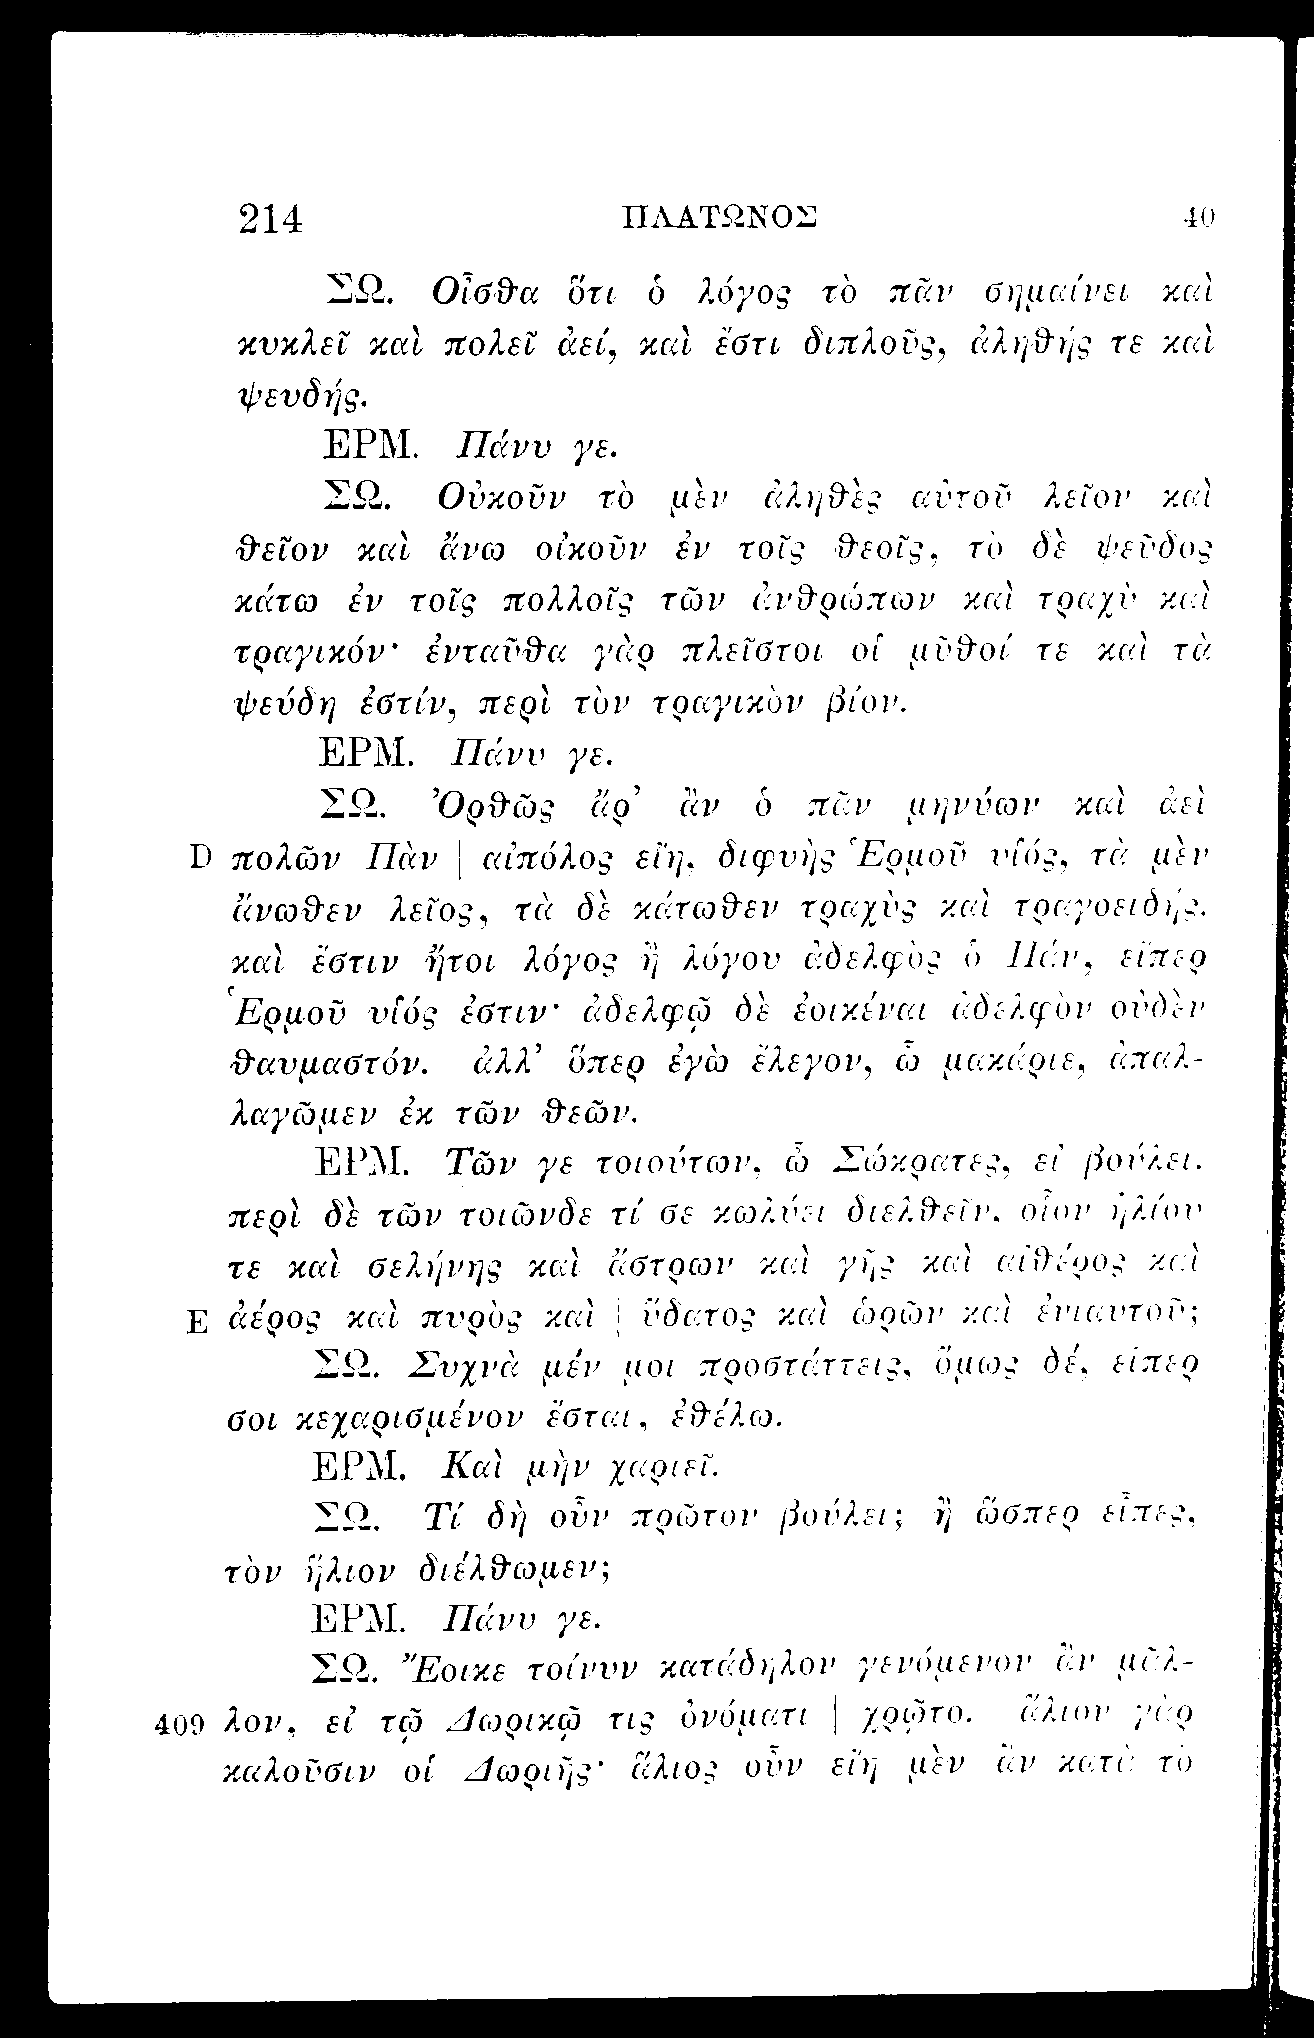 214 ΠΛΑΤΩΝΟΣ 40
ΣΩ. Οἶσθα ὅτι ὁ λόγος τὸ πᾶν σημαίνει καὶ
κυκλεῖ καὶ πολεῖ ἀεί, καὶ ἔστι διπλοῦς, ἀληθής τε καὶ
ψευδής.
ΕΡΜ. Πάνυ γε.
ΣΩ. Οὐκοῦν τὸ μὲν ἀληθὲς αὐτοῦ λεῖον καὶ
θεῖον καὶ ἄνω οἰκοῦν ἐν τοῖς θεοῖς, τὸ δὲ ψεῦδος
κάτω ἐν τοῖς πολλοῖς τῶν ἀνθρώπων καὶ τραχὺ καὶ
τραγικόν· ἐνταῦθα γὰρ πλεῖστοι οἱ μῦθοί τε καὶ τὰ
ψεύδη ἐστίν, περὶ τὸν τραγικὸν βίον.
ΕΡΜ. Πάνυ γε.
ΣΩ. Ὀρθῶς ἄρ’ ἂν ὁ πᾶν μηνύων καὶ ἀεὶ
D πολῶν Πὰν | αἰπόλος εἴη, διφυὴς Ἑρμοῦ υἱός, τὰ μὲν
ἄνωθεν λεῖος, τὰ δὲ κάτωθεν τραχὺς καὶ τραγοειδής.
καὶ ἔστιν ἤτοι λόγος ἢ λόγου ἀδελφὸς ὁ Πάν, εἴπερ
Ἑρμοῦ υἱός ἐστιν· ἀδελφῷ δὲ ἐοικέναι ἀδελφὸν οὐδὲν
θαυμαστόν. ἀλλ’ ὅπερ ἐγὼ ἔλεγον, ὦ μακάριε, ἀπαλ-
λαγῶμεν ἐκ τῶν θεῶν.
ΕΡΜ. Τῶν γε τοιούτων, ὦ Σώκρατες, εἰ βούλει.
περὶ δὲ τῶν τοιῶνδε τί σε κωλύει διελθεῖν, οἷον ἡλίου
τε καὶ σελήνης καὶ ἄστρων καὶ γῆς καὶ αἰθέρος καὶ
E ἀέρος καὶ πυρὸς καὶ | ὕδατος καὶ ὡρῶν καὶ ἐνιαυτοῦ;
ΣΩ. Συχνὰ μέν μοι προστάττεις, ὅμως δέ, εἴπερ
σοι κεχαρισμένον ἔσται, ἐθέλω.
ΕΡΜ. Καὶ μὴν χαριεῖ.
ΣΩ. Τί δὴ οὖν πρῶτον βούλει; ἢ ὥσπερ εἶπες,
τὸν ἥλιον διέλθωμεν;
ΕΡΜ. Πάνυ γε.
ΣΩ. Ἔοικε τοίνυν κατάδηλον γενόμενον ἂν μᾶλ-
409 λον, εἰ τῷ Δωρικῷ τις ὀνόματι | χρῷτο. ἅλιον γὰρ
καλοῦσιν οἱ Δωριῆς· ἅλιος οὖν εἴη μὲν ἂν κατὰ τὸ